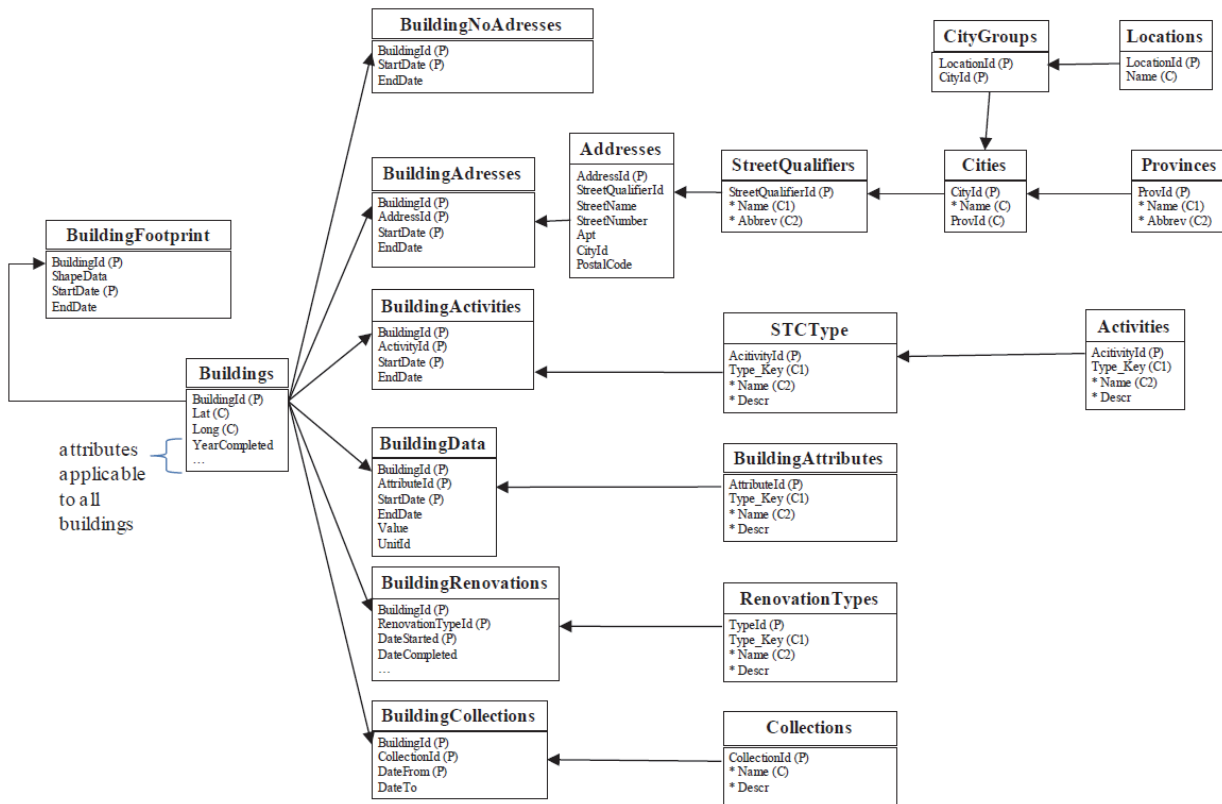 BuildingNoAdresses
BuildingId (P)
StartDate (P)
EndDate
CityGroups
LocationId (P)
CityId (P)
Locations
LocationId (P)
Name (C)
BuildingAdresses
BuildingId (P)
AddressId (P)
StartDate (P)
EndDate
Addresses
AddressId (P)
StreetQualifierId
StreetName
StreetNumber
Apt
CityId
PostalCode
StreetQualifiers
StreetQualifierId (P)
* Name (C1)
* Abbrev (C2)
Cities
CityId (P)
* Name (C)
ProvId (C)
Provinces
ProvId (P)
* Name (C1)
* Abbrev (C2)
BuildingFootprint
BuildingId (P)
ShapeData
StartDate (P)
EndDate
BuildingActivities
BuildingId (P)
ActivityId (P)
StartDate (P)
EndDate
STCType
AcitivityId (P)
Type_Key (C1)
* Name (C2)
* Descr
Activities
AcitivityId (P)
Type_Key (C1)
* Name (C2)
* Descr
Buildings
BuildingId (P)
Lat (C)
Long (C)
YearCompleted
…
attributes
applicable
to all
buildings
BuildingData
BuildingId (P)
AttributeId (P)
StartDate (P)
EndDate
Value
UnitId
BuildingAttributes
AttributeId (P)
Type_Key (C1)
* Name (C2)
* Descr
BuildingRenovations
BuildingId (P)
RenovationTypeId (P)
DateStarted (P)
DateCompleted
…
RenovationTypes
TypeId (P)
Type_Key (C1)
* Name (C2)
* Descr
BuildingCollections
BuildingId (P)
CollectionId (P)
DateFrom (P)
DateTo
Collections
CollectionId (P)
* Name (C)
* Descr